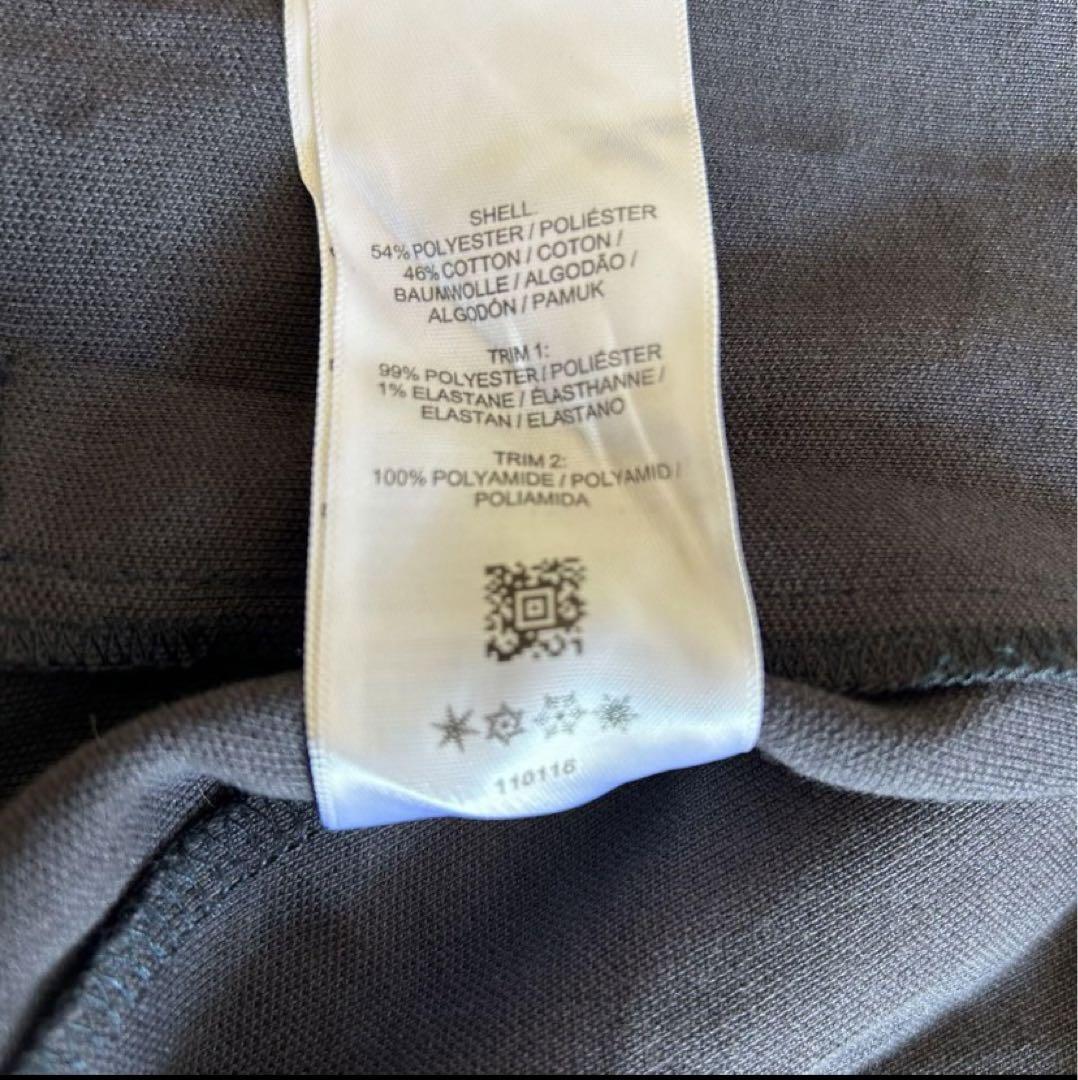 SHELL
54% POLYESTER / POLIÉSTER
46% COTTON / COTON /
BAUMWOLLE / ALGODÃO /
ALGODÓN / PAMUK
TRIM 1:
99% POLYESTER / POLIÉSTER
1% ELASTANE / ÉLASTHANNE /
ELASTAN / ELASTANO
TRIM 2:
100% POLYAMIDE / POLYAMID /
POLIAMIDA
110116